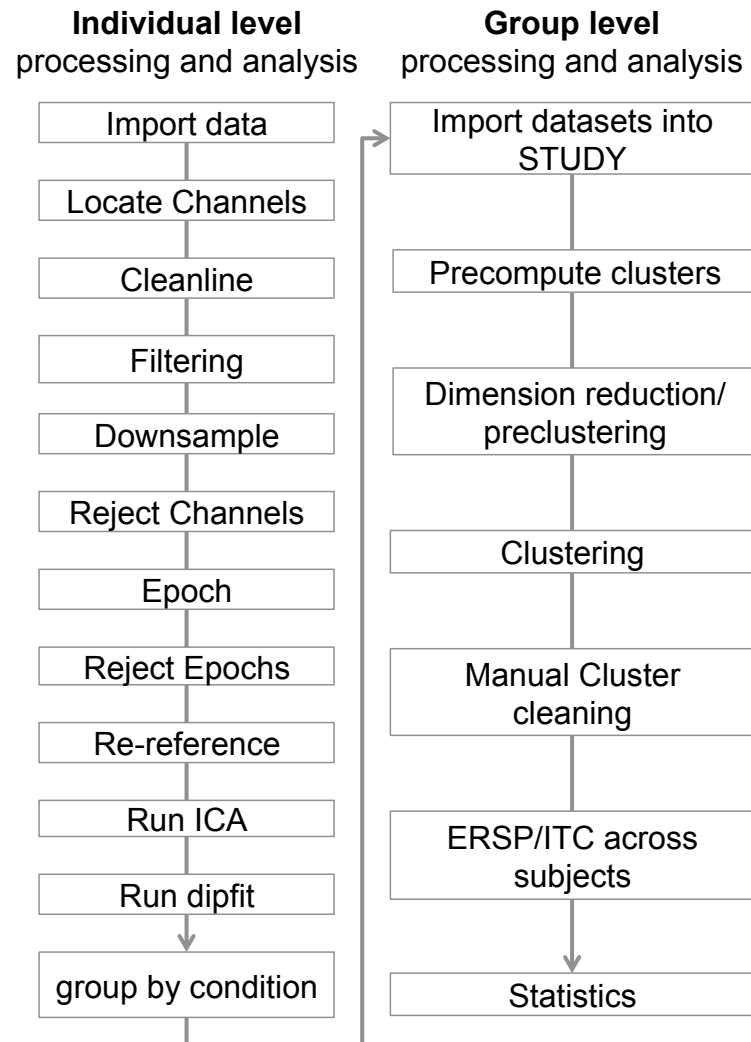 Individual level
processing and analysis
Import data
Locate Channels
Cleanline
Filtering
Downsample
Reject Channels
Epoch
Reject Epochs
Re-reference
Run ICA
Run dipfit
group by condition
Group level
processing and analysis
Import datasets into
STUDY
Precompute clusters
Dimension reduction/
preclustering
Clustering
Manual Cluster
cleaning
ERSP/ITC across
subjects
Statistics